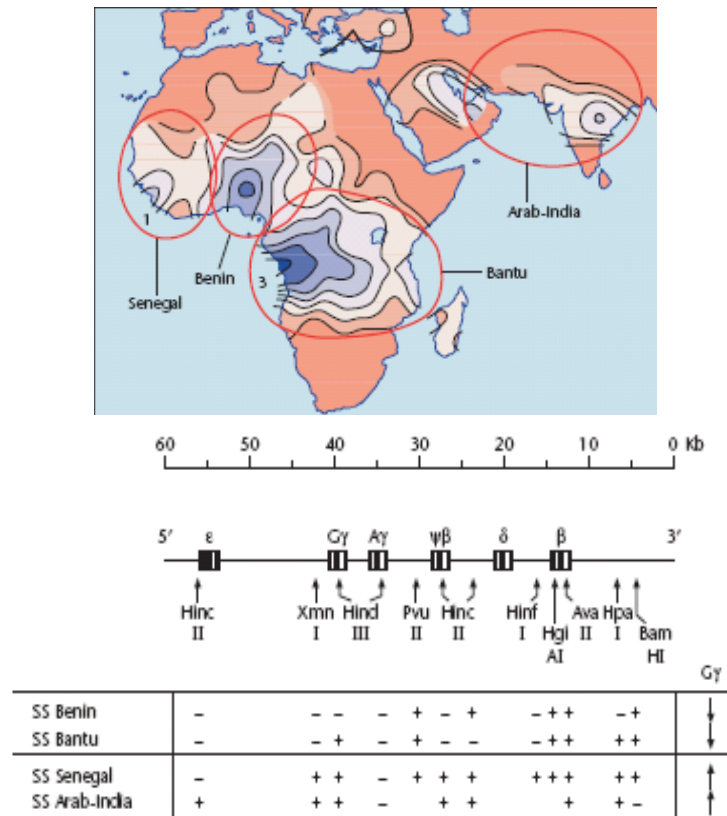 1
3
Senegal
Benin
Bantu
Arab-India
60 50 40 30 20 10 0 Kb
5′ ε Gγ Aγ ψβ δ β 3′
Hinc II
Xmn I
Hind III
Pvu II
Hinc II
Hinf I
Hgi AI
Ava II
Hpa I
Bam HI
Gγ
SS Benin – – – – + – + – + + – + ↓
SS Bantu – – + – + – – – + + + + ↓
SS Senegal – + + – + + + + + + + + ↑
SS Arab-India + + + – + + + + – ↑